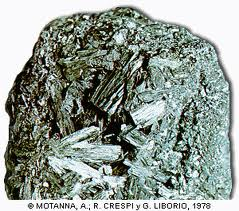 © MOTANNA, A.; R. CRESPI y G. LIBORIO, 1978